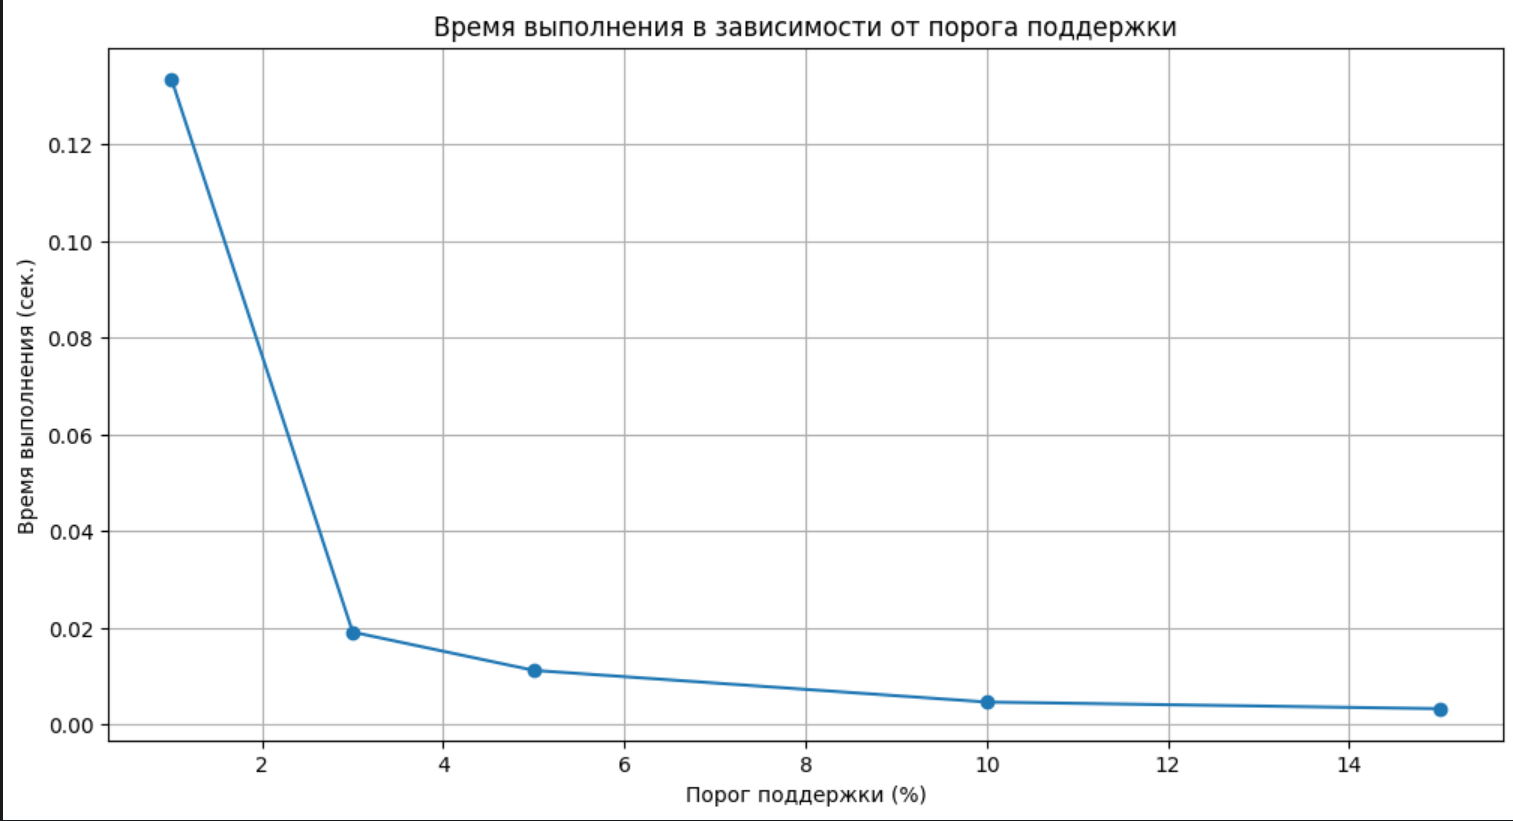 Время выполнения в зависимости от порога поддержки
Время выполнения (сек.)
0.12
0.10
0.08
0.06
0.04
0.02
0.00
2 4 6 8 10 12 14
Порог поддержки (%)